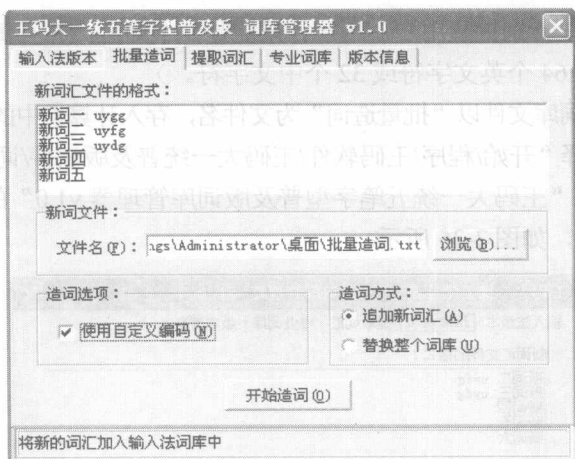 王码大一统五笔字型普及版 词库管理器 v1.0
输入法版本 批量造词 提取词汇 专业词库 版本信息
新词汇文件的格式：
新词一 uygg
新词二 uyfg
新词三 uydg
新词四
新词五
新词文件：
文件名(F)： ngs\Administrator\桌面\批量造词.txt 浏览(B)...
造词选项： 造词方式：
使用自定义编码(N) 追加新词汇(A)
替换整个词库(U)
开始造词(O)
将新的词汇加入输入法词库中